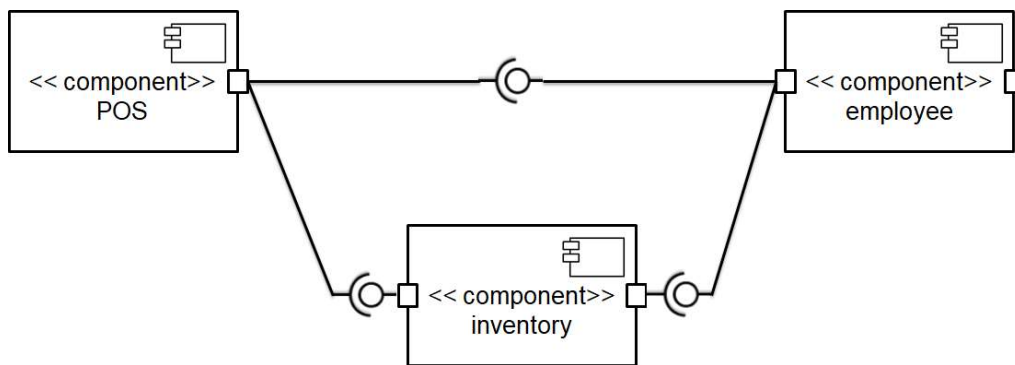 << component>>
POS
<< component>>
employee
<< component>>
inventory